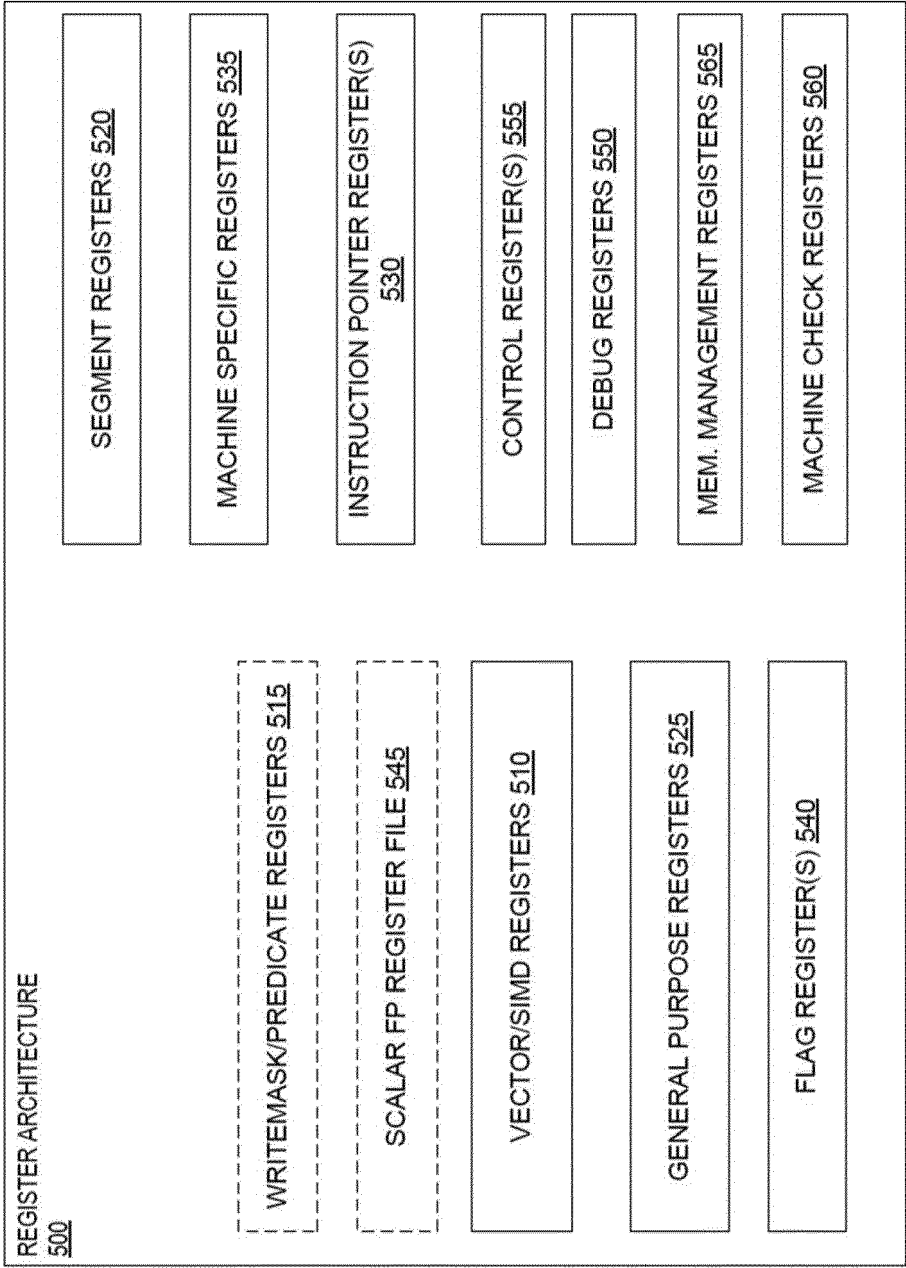 REGISTER ARCHITECTURE
500
WRITEMASK/PREDICATE REGISTERS 515
SCALAR FP REGISTER FILE 545
VECTOR/SIMD REGISTERS 510
GENERAL PURPOSE REGISTERS 525
FLAG REGISTER(S) 540
SEGMENT REGISTERS 520
MACHINE SPECIFIC REGISTERS 535
INSTRUCTION POINTER REGISTER(S)
530
CONTROL REGISTER(S) 555
DEBUG REGISTERS 550
MEM. MANAGEMENT REGISTERS 565
MACHINE CHECK REGISTERS 560